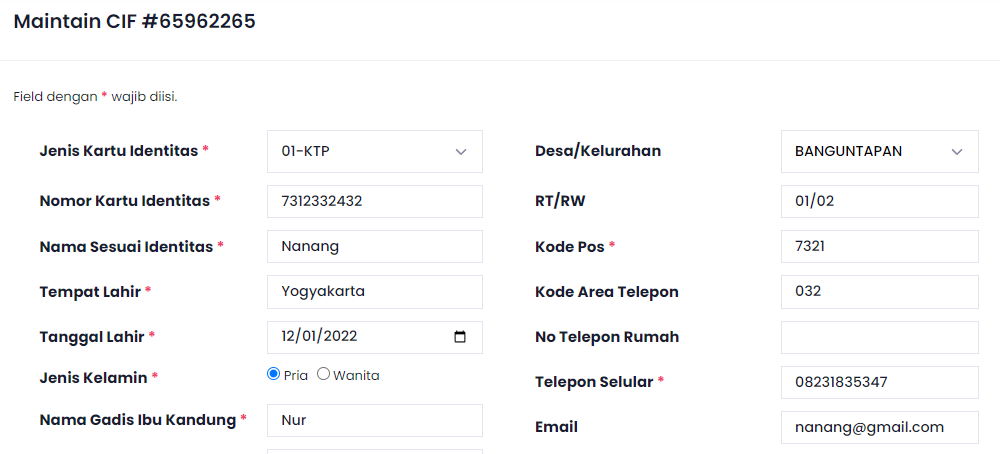 Maintain CIF #65962265
Field dengan * wajib diisi.
Jenis Kartu Identitas *
01-KTP
Nomor Kartu Identitas *
7312332432
Nama Sesuai Identitas *
Nanang
Tempat Lahir *
Yogyakarta
Tanggal Lahir *
12/01/2022
Jenis Kelamin *
Pria Wanita
Nama Gadis Ibu Kandung *
Nur
Desa/Kelurahan
BANGUNTAPAN
RT/RW
01/02
Kode Pos *
7321
Kode Area Telepon
032
No Telepon Rumah
Telepon Selular *
08231835347
Email
nanang@gmail.com